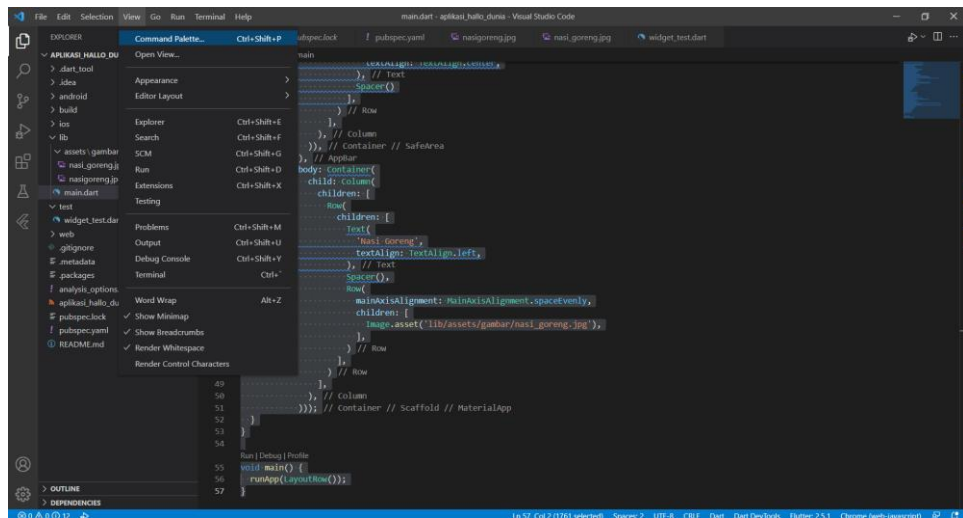 File Edit Selection View Go Run Terminal Help main.dart - aplikasi_hallo_dunia - Visual Studio Code
EXPLORER
APLIKASI_HALLO_DU
.dart_tool
.idea
android
build
ios
lib
assets \ gambar
nasi_goreng.j
nasigoreng.jp
main.dart
test
widget_test.dar
web
.gitignore
.metadata
.packages
analysis_options.
aplikasi_hallo_du
pubspec.lock
pubspec.yaml
README.md
OUTLINE
DEPENDENCIES
Command Palette... Ctrl+Shift+P
Open View...
Appearance
Editor Layout
Explorer Ctrl+Shift+E
Search Ctrl+Shift+F
SCM Ctrl+Shift+G
Run Ctrl+Shift+D
Extensions Ctrl+Shift+X
Testing
Problems Ctrl+Shift+M
Output Ctrl+Shift+U
Debug Console Ctrl+Shift+Y
Terminal Ctrl+`
Word Wrap Alt+Z
✓ Show Minimap
✓ Show Breadcrumbs
✓ Render Whitespace
Render Control Characters
ubspec.lock pubspec.yaml nasigoreng.jpg nasi_goreng.jpg widget_test.dart
main
textAlign: TextAlign.center,
), // Text
Spacer()
],
) // Row
],
), // Column
)), // Container // SafeArea
), // AppBar
body: Container(
child: Column(
children: [
Row(
children: [
Text(
'Nasi Goreng',
textAlign: TextAlign.left,
), // Text
Spacer(),
Row(
mainAxisAlignment: MainAxisAlignment.spaceEvenly,
children: [
Image.asset('lib/assets/gambar/nasi_goreng.jpg'),
],
) // Row
],
) // Row
49 ],
50 ), // Column
51 ))); // Container // Scaffold // MaterialApp
52 }
53 }
54
Run | Debug | Profile
55 void main() {
56 runApp(LayoutRow());
57 }
0 0 12 Ln 57, Col 2 (1761 selected) Spaces: 2 UTF-8 CRLF Dart Dart DevTools Flutter: 2.5.1 Chrome (web-javascript)